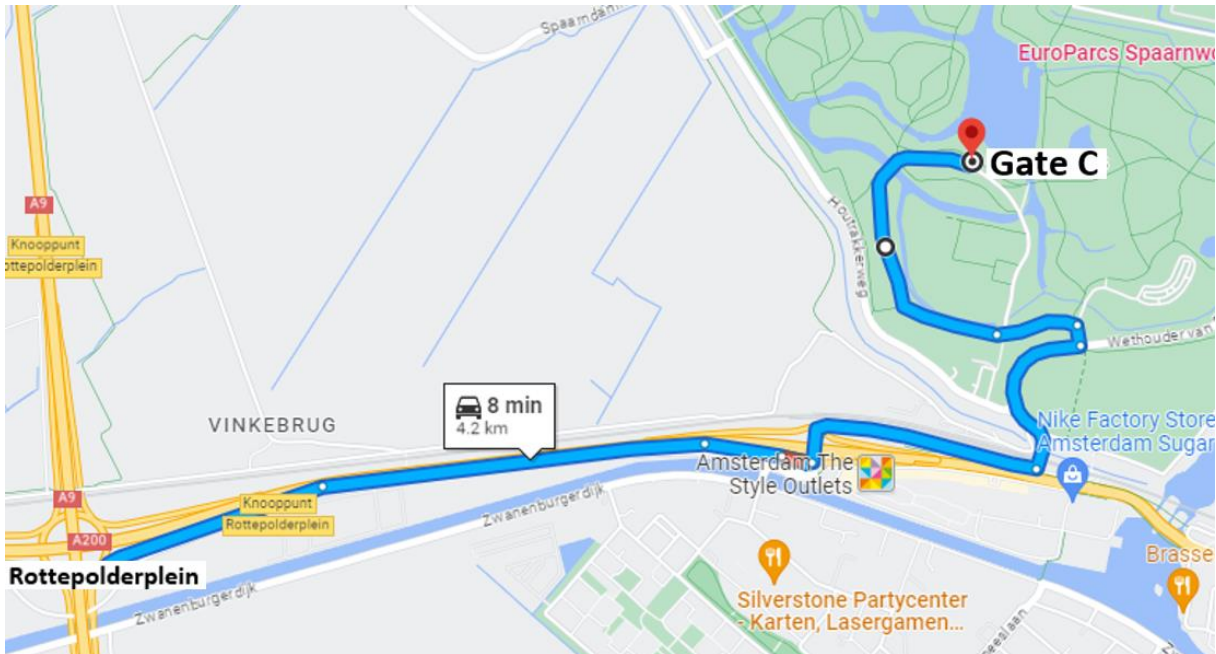 Spaarndam
EuroParcs Spaarnwo
Gate C
A9
Knooppunt
ottepolderplein
Houtrakkerweg
Wethouder van
8 min
4.2 km
VINKEBRUG
Nike Factory Store
Amsterdam Sugar
Amsterdam The
Style Outlets
A9
Knooppunt
Rottepolderplein
Zwanenburgerdijk
A200
Rottepolderplein
Brasse
Zwanenburgerdijk
Silverstone Partycenter
- Karten, Lasergamen...
eeslaan